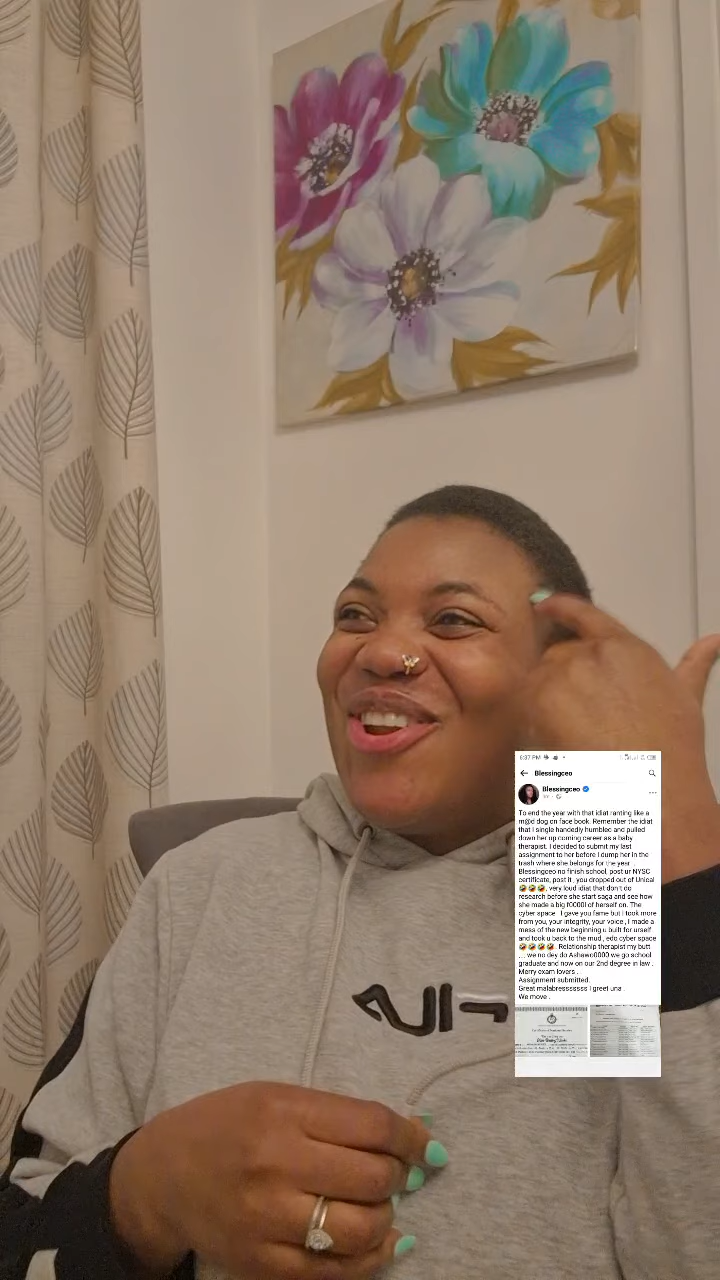 6:37 PM
Blessingceo
Blessingceo
To end the year with that idiat ranting like a
m@d dog on face book. Remember the idiat
that I single handedly humbled and pulled
down her up coming career as a baby
therapist. I decided to submit my last
assignment to her before I dump her in the
trash where she belongs for the year .
Blessingceo no finish school, post ur NYSC
certificate, post it , you dropped out of Unical
🤣🤣🤣, very loud idiat that don't do
research before she start saga and see how
she made a big f0000l of herself on. The
cyber space . I gave you fame but I took more
from you, your integrity, your voice , I made a
mess of the new beginning u built for urself
and took u back to the mud , edo cyber space
🤣🤣🤣🤣. Relationship therapist my butt
... we no dey do Ashawo0000 we go school
graduate and now on our 2nd degree in law .
Merry exam lovers .
Assignment submitted.
Great malabresssssss I greet una .
We move .